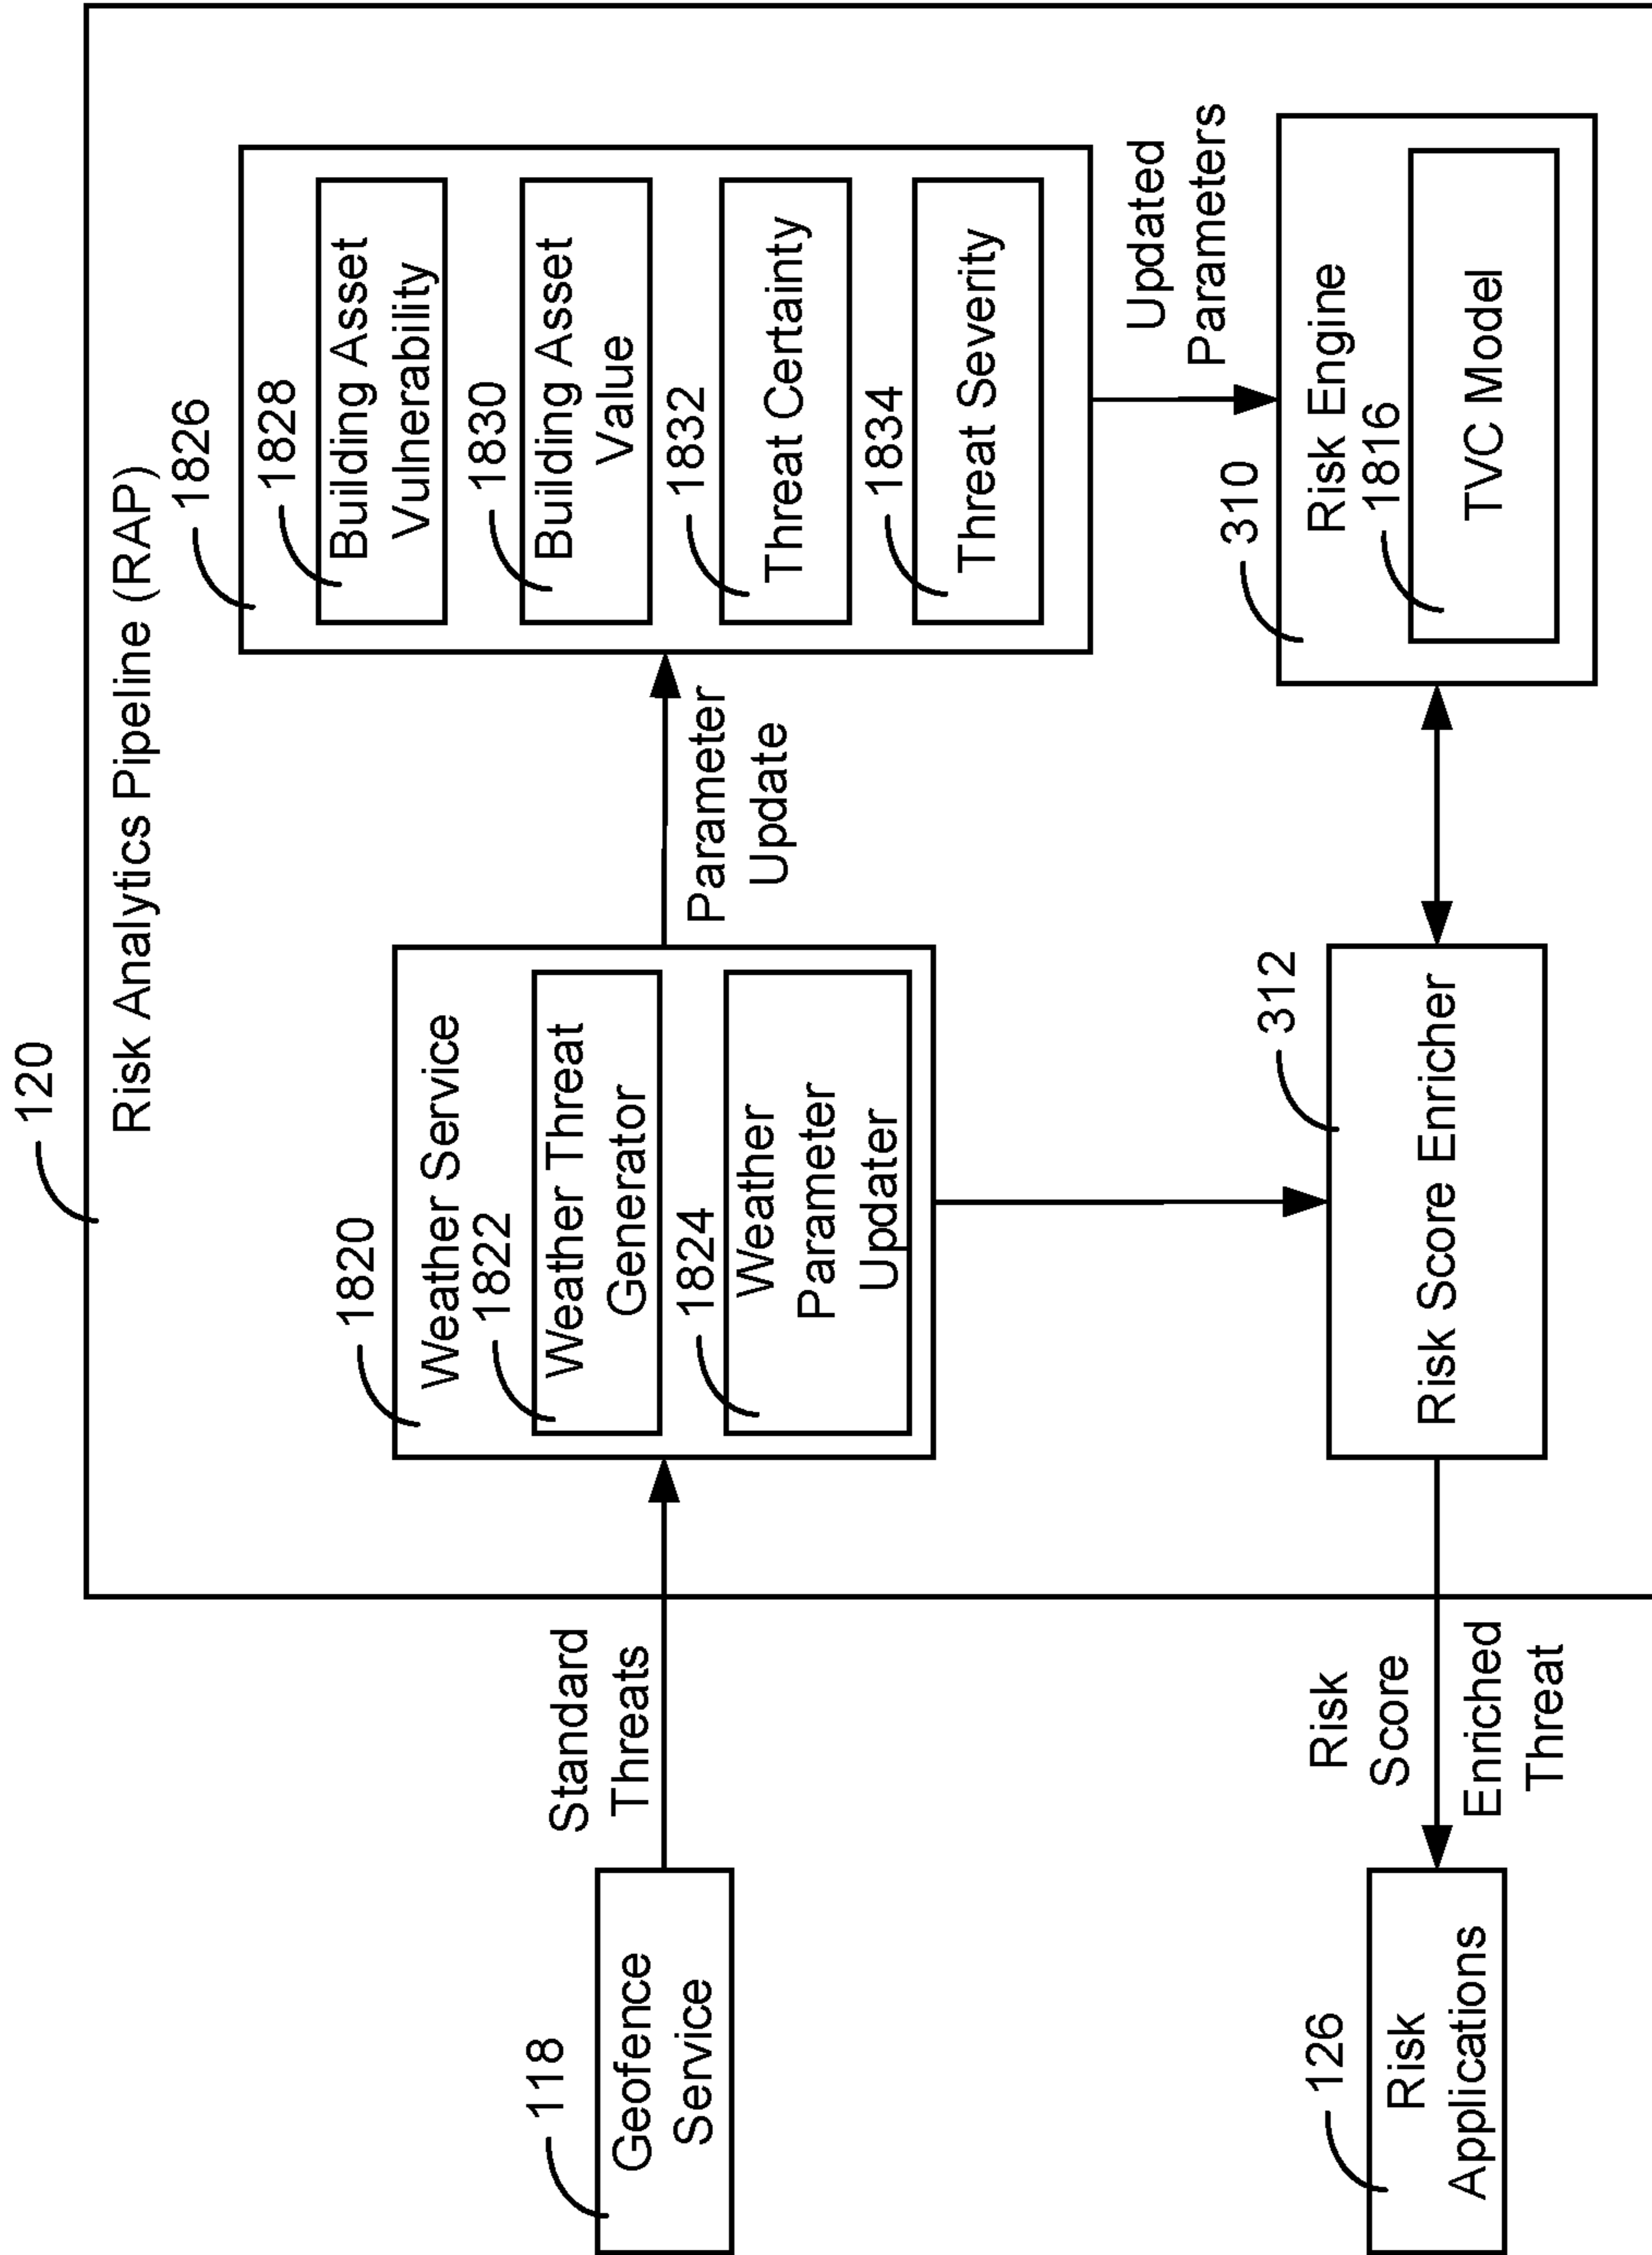 120
Risk Analytics Pipeline (RAP)
118
Geofence
Service
Standard
Threats
1820
Weather Service
1822
Weather Threat
Generator
1824
Weather
Parameter
Updater
Parameter
Update
1826
1828
Building Asset
Vulnerability
1830
Building Asset
Value
1832
Threat Certainty
1834
Threat Severity
Updated
Parameters
126
Risk
Applications
Risk
Score
Enriched
Threat
312
Risk Score Enricher
310
Risk Engine
1816
TVC Model